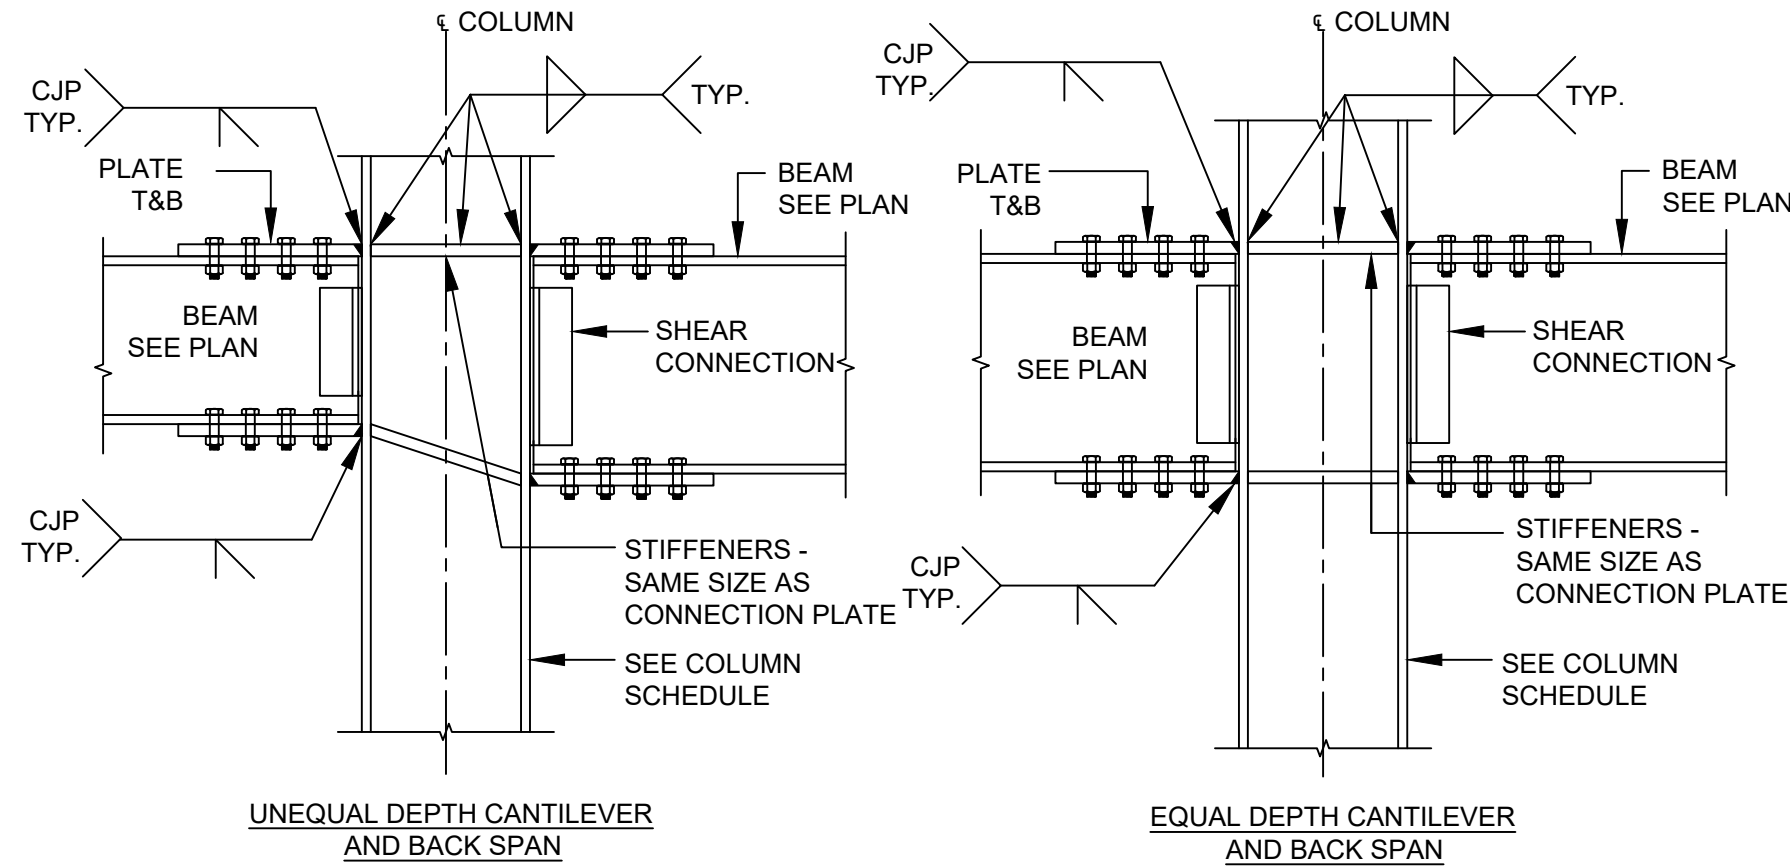 ℄ COLUMN
CJP
TYP.
TYP.
PLATE
T&B
BEAM
SEE PLAN
BEAM
SEE PLAN
SHEAR
CONNECTION
CJP
TYP.
STIFFENERS -
SAME SIZE AS
CONNECTION PLATE
SEE COLUMN
SCHEDULE
UNEQUAL DEPTH CANTILEVER
AND BACK SPAN
℄ COLUMN
CJP
TYP.
TYP.
PLATE
T&B
BEAM
SEE PLAN
BEAM
SEE PLAN
SHEAR
CONNECTION
CJP
TYP.
STIFFENERS -
SAME SIZE AS
CONNECTION PLATE
SEE COLUMN
SCHEDULE
EQUAL DEPTH CANTILEVER
AND BACK SPAN